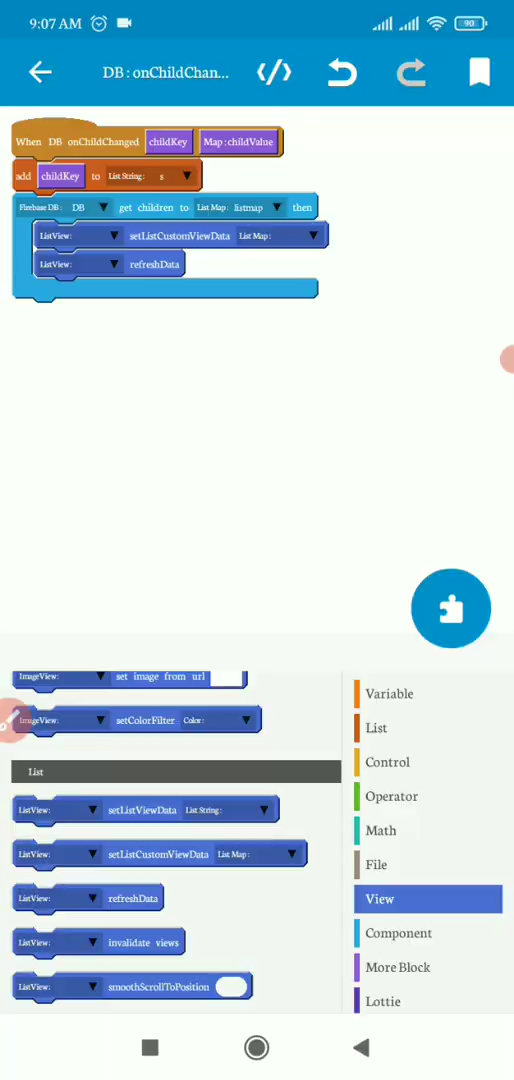 9:07 AM
90
DB : onChildChan...
When DB onChildChanged childKey Map : childValue
add childKey to List String : s
Firebase DB : DB get children to List Map : listmap then
ListView : setListCustomViewData List Map :
ListView : refreshData
ImageView : set image from url
ImageView : setColorFilter Color :
List
ListView : setListViewData List String :
ListView : setListCustomViewData List Map :
ListView : refreshData
ListView : invalidate views
ListView : smoothScrollToPosition
Variable
List
Control
Operator
Math
File
View
Component
More Block
Lottie